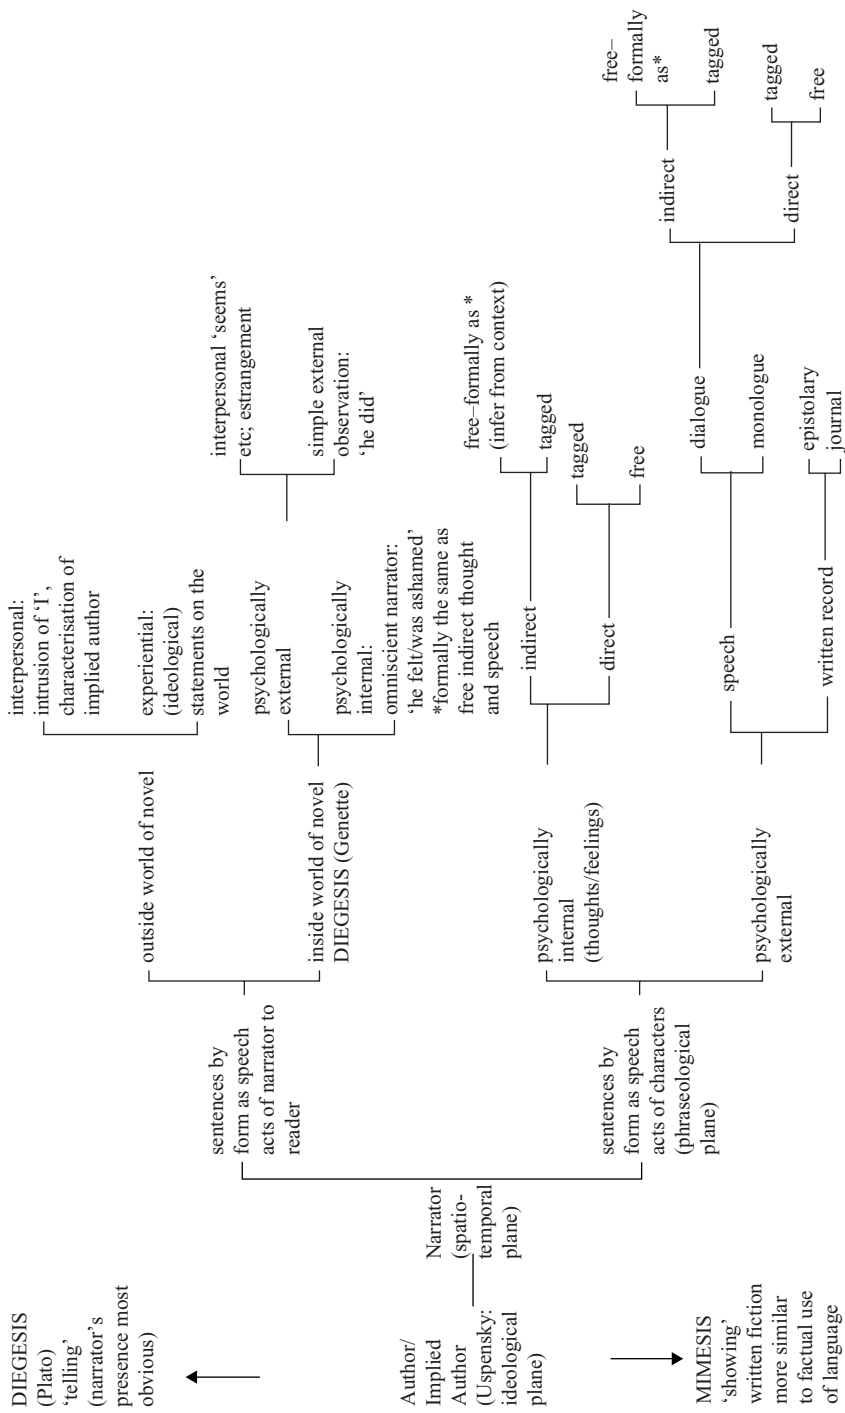 DIEGESIS
(Plato)
‘telling’
(narrator’s
presence most
obvious)
Author/
Implied
Author
(Uspensky:
ideological
plane)
MIMESIS
‘showing’
written fiction
more similar
to factual use
of language
Narrator
(spatio-
temporal
plane)
sentences by
form as speech
acts of narrator to
reader
sentences by
form as speech
acts of characters
(phraseological
plane)
outside world of novel
inside world of novel
DIEGESIS (Genette)
psychologically
internal
(thoughts/feelings)
psychologically
external
interpersonal:
intrusion of ‘I’,
characterisation of
implied author
experiential:
(ideological)
statements on the
world
psychologically
external
psychologically
internal:
omniscient narrator:
‘he felt/was ashamed’
*formally the same as
free indirect thought
and speech
interpersonal ‘seems’
etc; estrangement
simple external
observation:
‘he did’
indirect
direct
free–formally as *
(infer from context)
tagged
tagged
free
speech
written record
dialogue
monologue
epistolary
journal
indirect
direct
free–
formally
as*
tagged
tagged
free